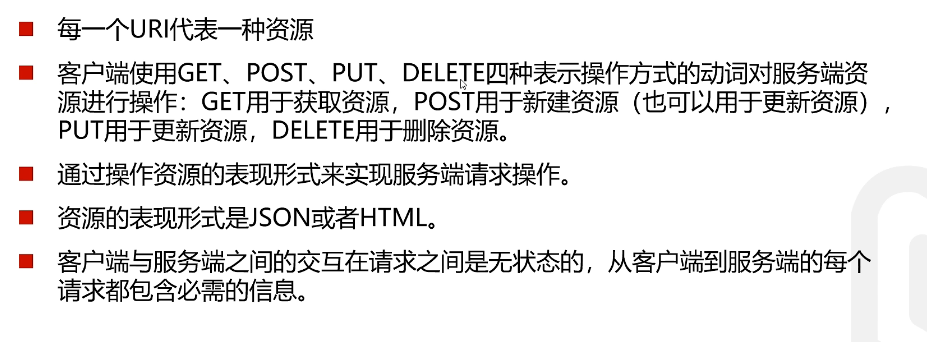 每一个URI代表一种资源
客户端使用GET、POST、PUT、DELETE四种表示操作方式的动词对服务端资
源进行操作：GET用于获取资源，POST用于新建资源（也可以用于更新资源），
PUT用于更新资源，DELETE用于删除资源。
通过操作资源的表现形式来实现服务端请求操作。
资源的表现形式是JSON或者HTML。
客户端与服务端之间的交互在请求之间是无状态的，从客户端到服务端的每个
请求都包含必需的信息。